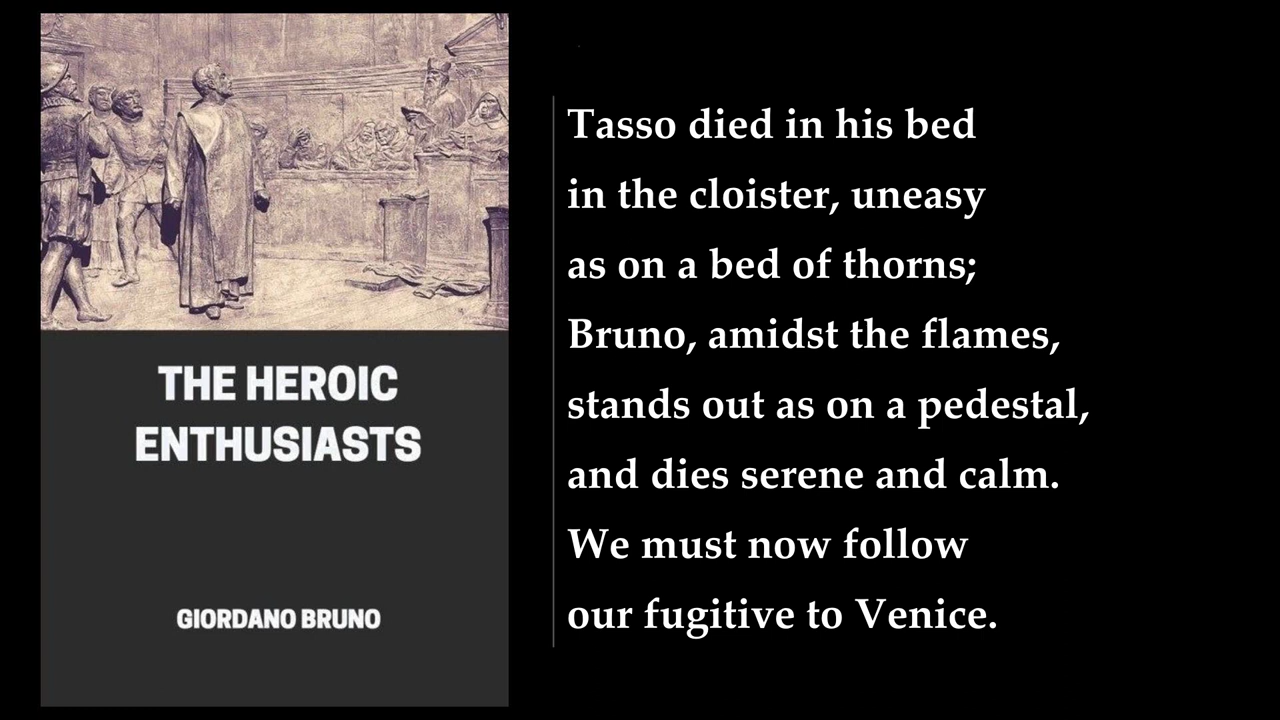 THE HEROIC
ENTHUSIASTS
GIORDANO BRUNO
Tasso died in his bed
in the cloister, uneasy
as on a bed of thorns;
Bruno, amidst the flames,
stands out as on a pedestal,
and dies serene and calm.
We must now follow
our fugitive to Venice.